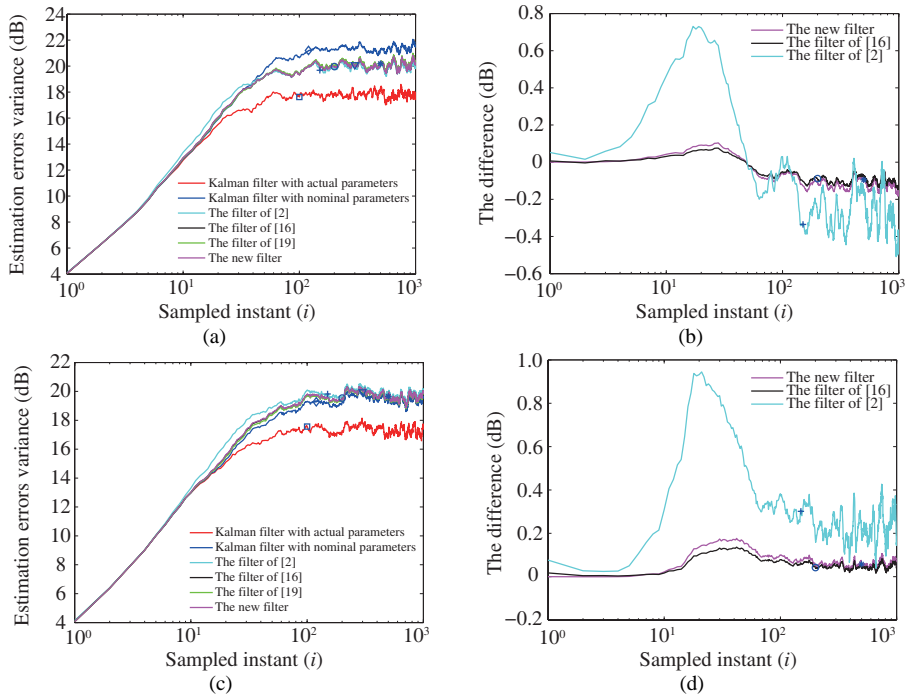 22
20
18
16
14
12
10
8
6
4
Estimation errors variance (dB)
Kalman filter with actual parameters
Kalman filter with nominal parameters
The filter of [2]
The filter of [16]
The filter of [19]
The new filter
10^0
10^1
10^2
10^3
Sampled instant (i)
(a)
0.8
0.6
0.4
0.2
0
−0.2
−0.4
−0.6
The difference (dB)
The new filter
The filter of [16]
The filter of [2]
10^0
10^1
10^2
10^3
Sampled instant (i)
(b)
22
20
18
16
14
12
10
8
6
4
Estimation errors variance (dB)
Kalman filter with actual parameters
Kalman filter with nominal parameters
The filter of [2]
The filter of [16]
The filter of [19]
The new filter
10^0
10^1
10^2
10^3
Sampled instant (i)
(c)
1.0
0.8
0.6
0.4
0.2
0
−0.2
The difference (dB)
The new filter
The filter of [16]
The filter of [2]
10^0
10^1
10^2
10^3
Sampled instant (i)
(d)